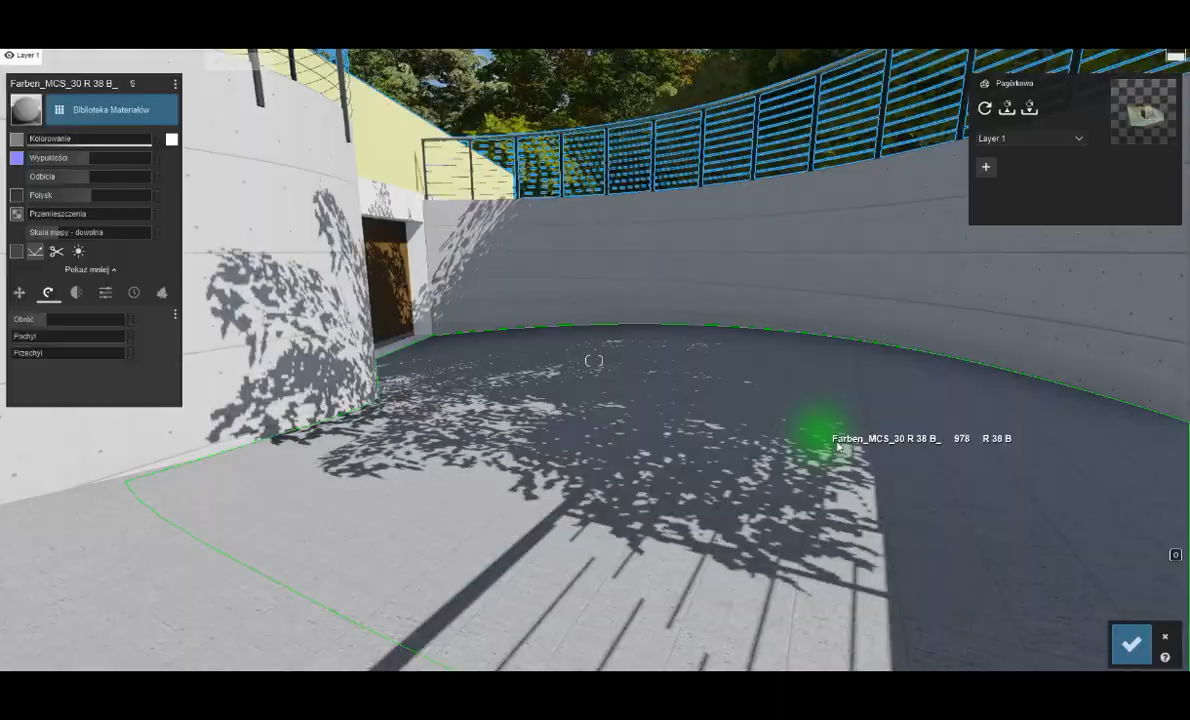 Layer 1
Farben_MCS_30 R 38 B_ 9
Biblioteka Materiałów
Kolorowanie
Wypukłości
Odbicia
Połysk
Przemieszczenia
Skala mapy - dowolna
Pokaż mniej
Obróć
Pochyl
Przechyl
Pagórkowa
Layer 1
Farben_MCS_30 R 38 B_ 978 R 38 B